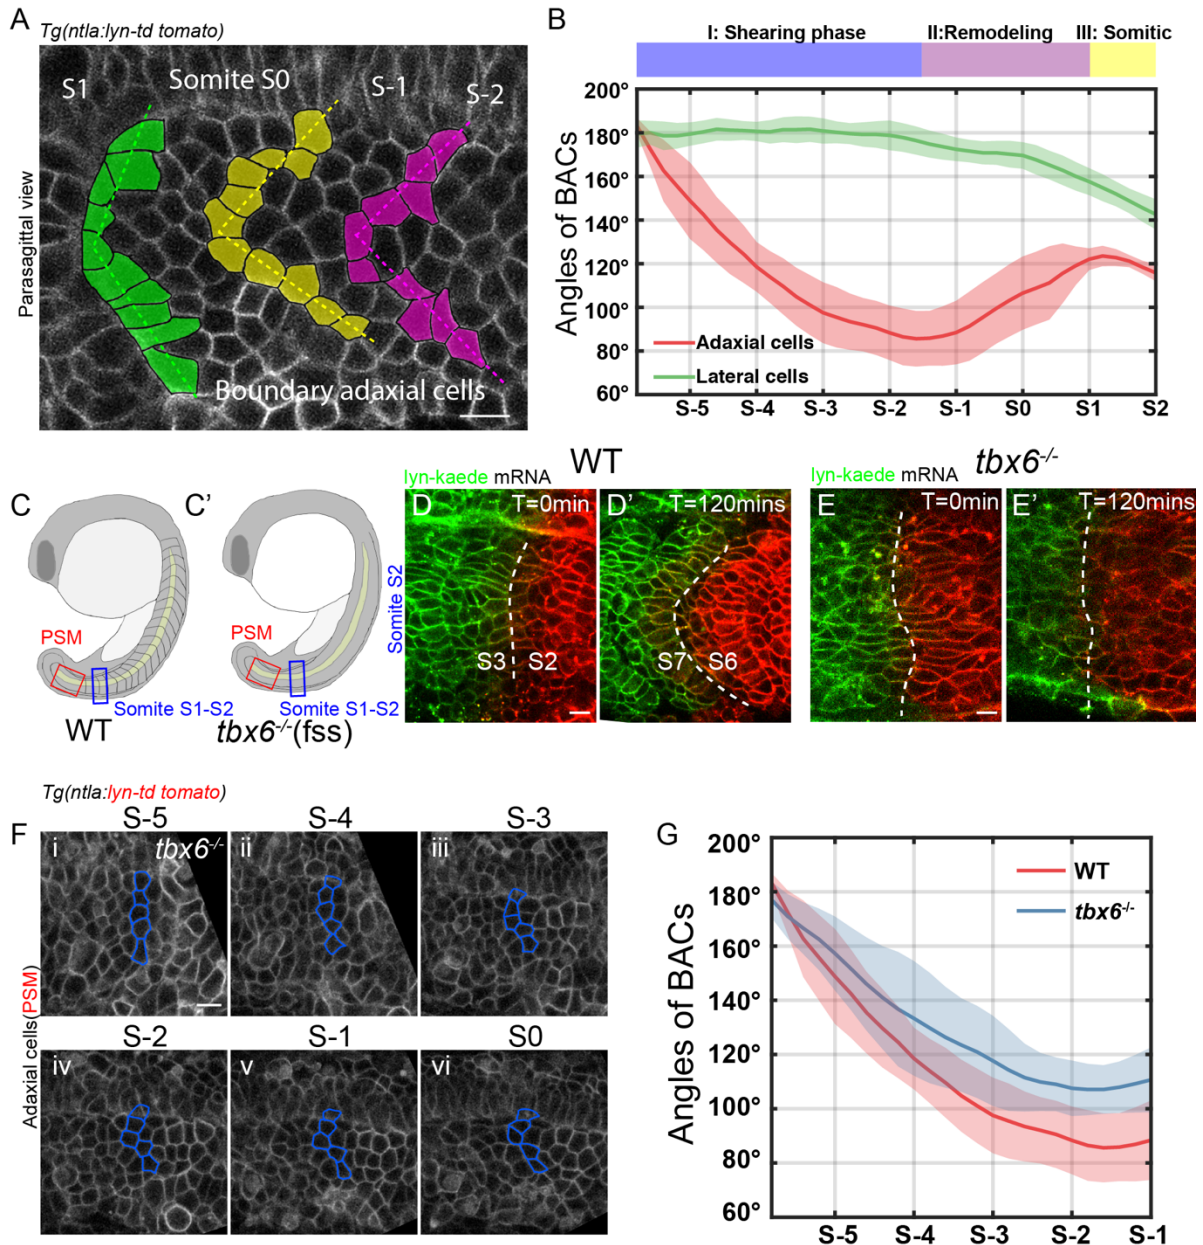 A
Tg(ntla:lyn-td tomato)
Parasagittal view
S1
Somite S0
S-1
S-2
Boundary adaxial cells
B
I: Shearing phase
II:Remodeling
III: Somitic
Angles of BACs
200°
180°
160°
140°
120°
100°
80°
60°
Adaxial cells
Lateral cells
S-5 S-4 S-3 S-2 S-1 S0 S1 S2
C
PSM
Somite S1-S2
WT
C'
PSM
Somite S1-S2
tbx6-/-(fss)
WT
lyn-kaede mRNA
Somite S2
D
T=0min
S3
S2
D'
T=120mins
S7
S6
tbx6-/-
lyn-kaede mRNA
E
T=0min
E'
T=120mins
Tg(ntla:lyn-td tomato)
F
Adaxial cells(PSM)
S-5
S-4
S-3
i
tbx6-/-
ii
iii
S-2
S-1
S0
iv
v
vi
G
Angles of BACs
200°
180°
160°
140°
120°
100°
80°
60°
WT
tbx6-/-
S-5 S-4 S-3 S-2 S-1